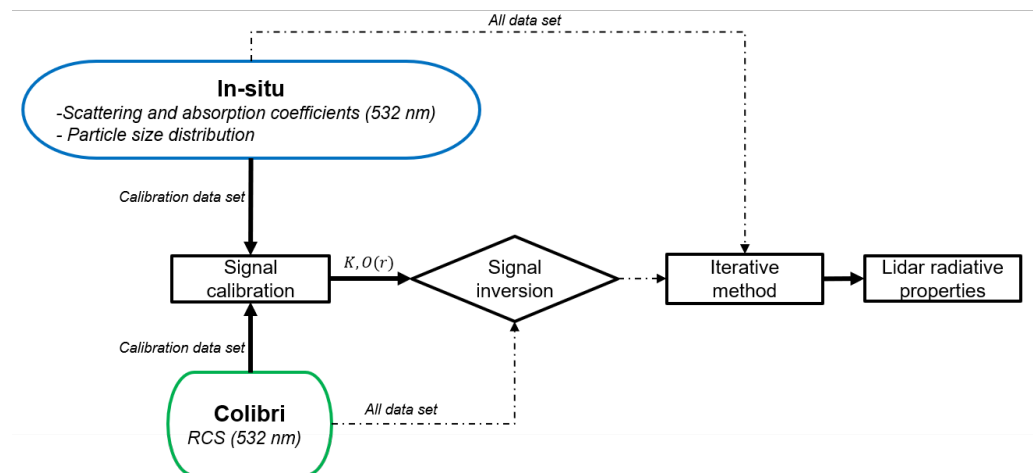 All data set
In-situ
-Scattering and absorption coefficients (532 nm)
- Particle size distribution
Calibration data set
Signal
calibration
K, O(r)
Signal
inversion
Iterative
method
Lidar radiative
properties
Calibration data set
Colibri
RCS (532 nm)
All data set